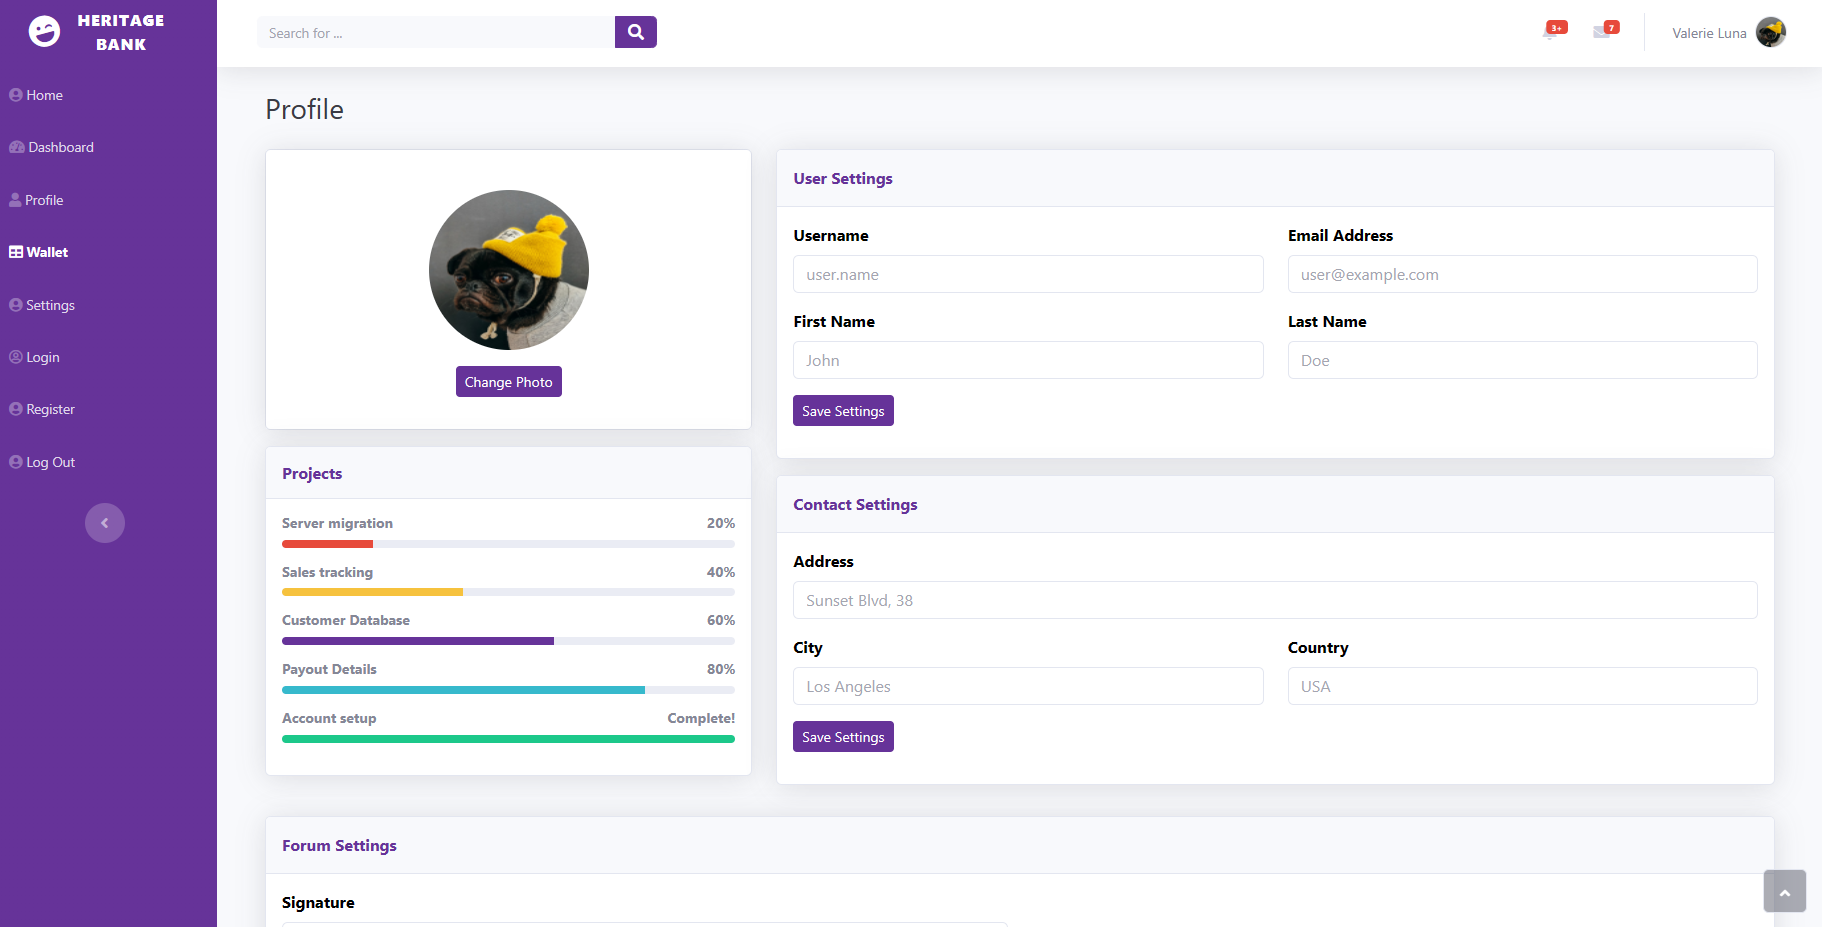 HERITAGE
BANK
Search for ...
3+
7
Valerie Luna
Home
Dashboard
Profile
Wallet
Settings
Login
Register
Log Out
Profile
Change Photo
Projects
Server migration 20%
Sales tracking 40%
Customer Database 60%
Payout Details 80%
Account setup Complete!
User Settings
Username Email Address
user.name user@example.com
First Name Last Name
John Doe
Save Settings
Contact Settings
Address
Sunset Blvd, 38
City Country
Los Angeles USA
Save Settings
Forum Settings
Signature